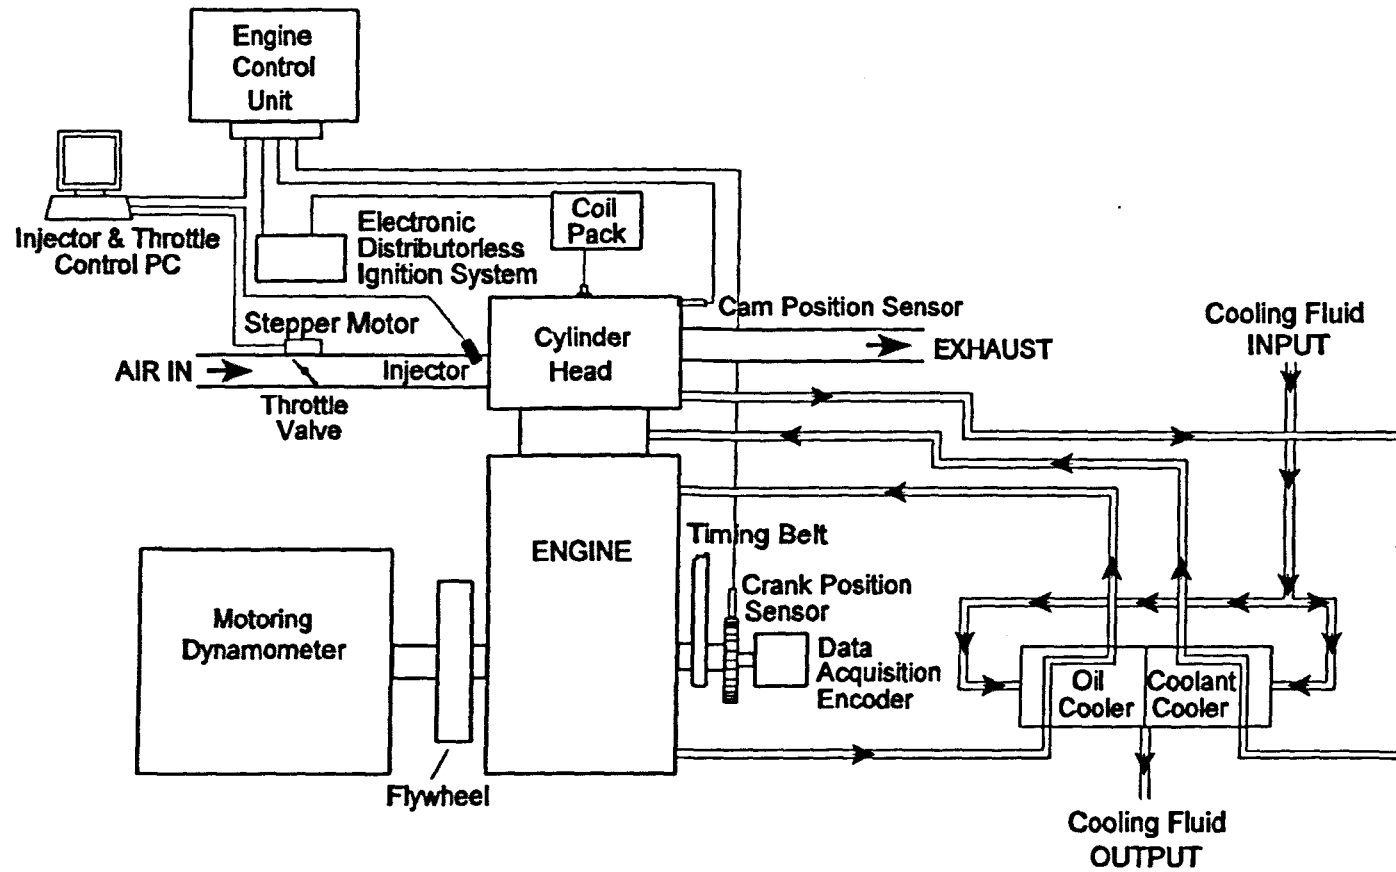 Engine
Control
Unit
Injector & Throttle
Control PC
Electronic
Distributorless
Ignition System
Coil
Pack
Cam Position Sensor
Stepper Motor
Cylinder
Head
AIR IN
Injector
EXHAUST
Throttle
Valve
Cooling Fluid
INPUT
Timing Belt
ENGINE
Crank Position
Sensor
Motoring
Dynamometer
Data
Acquisition
Encoder
Oil
Cooler
Coolant
Cooler
Flywheel
Cooling Fluid
OUTPUT